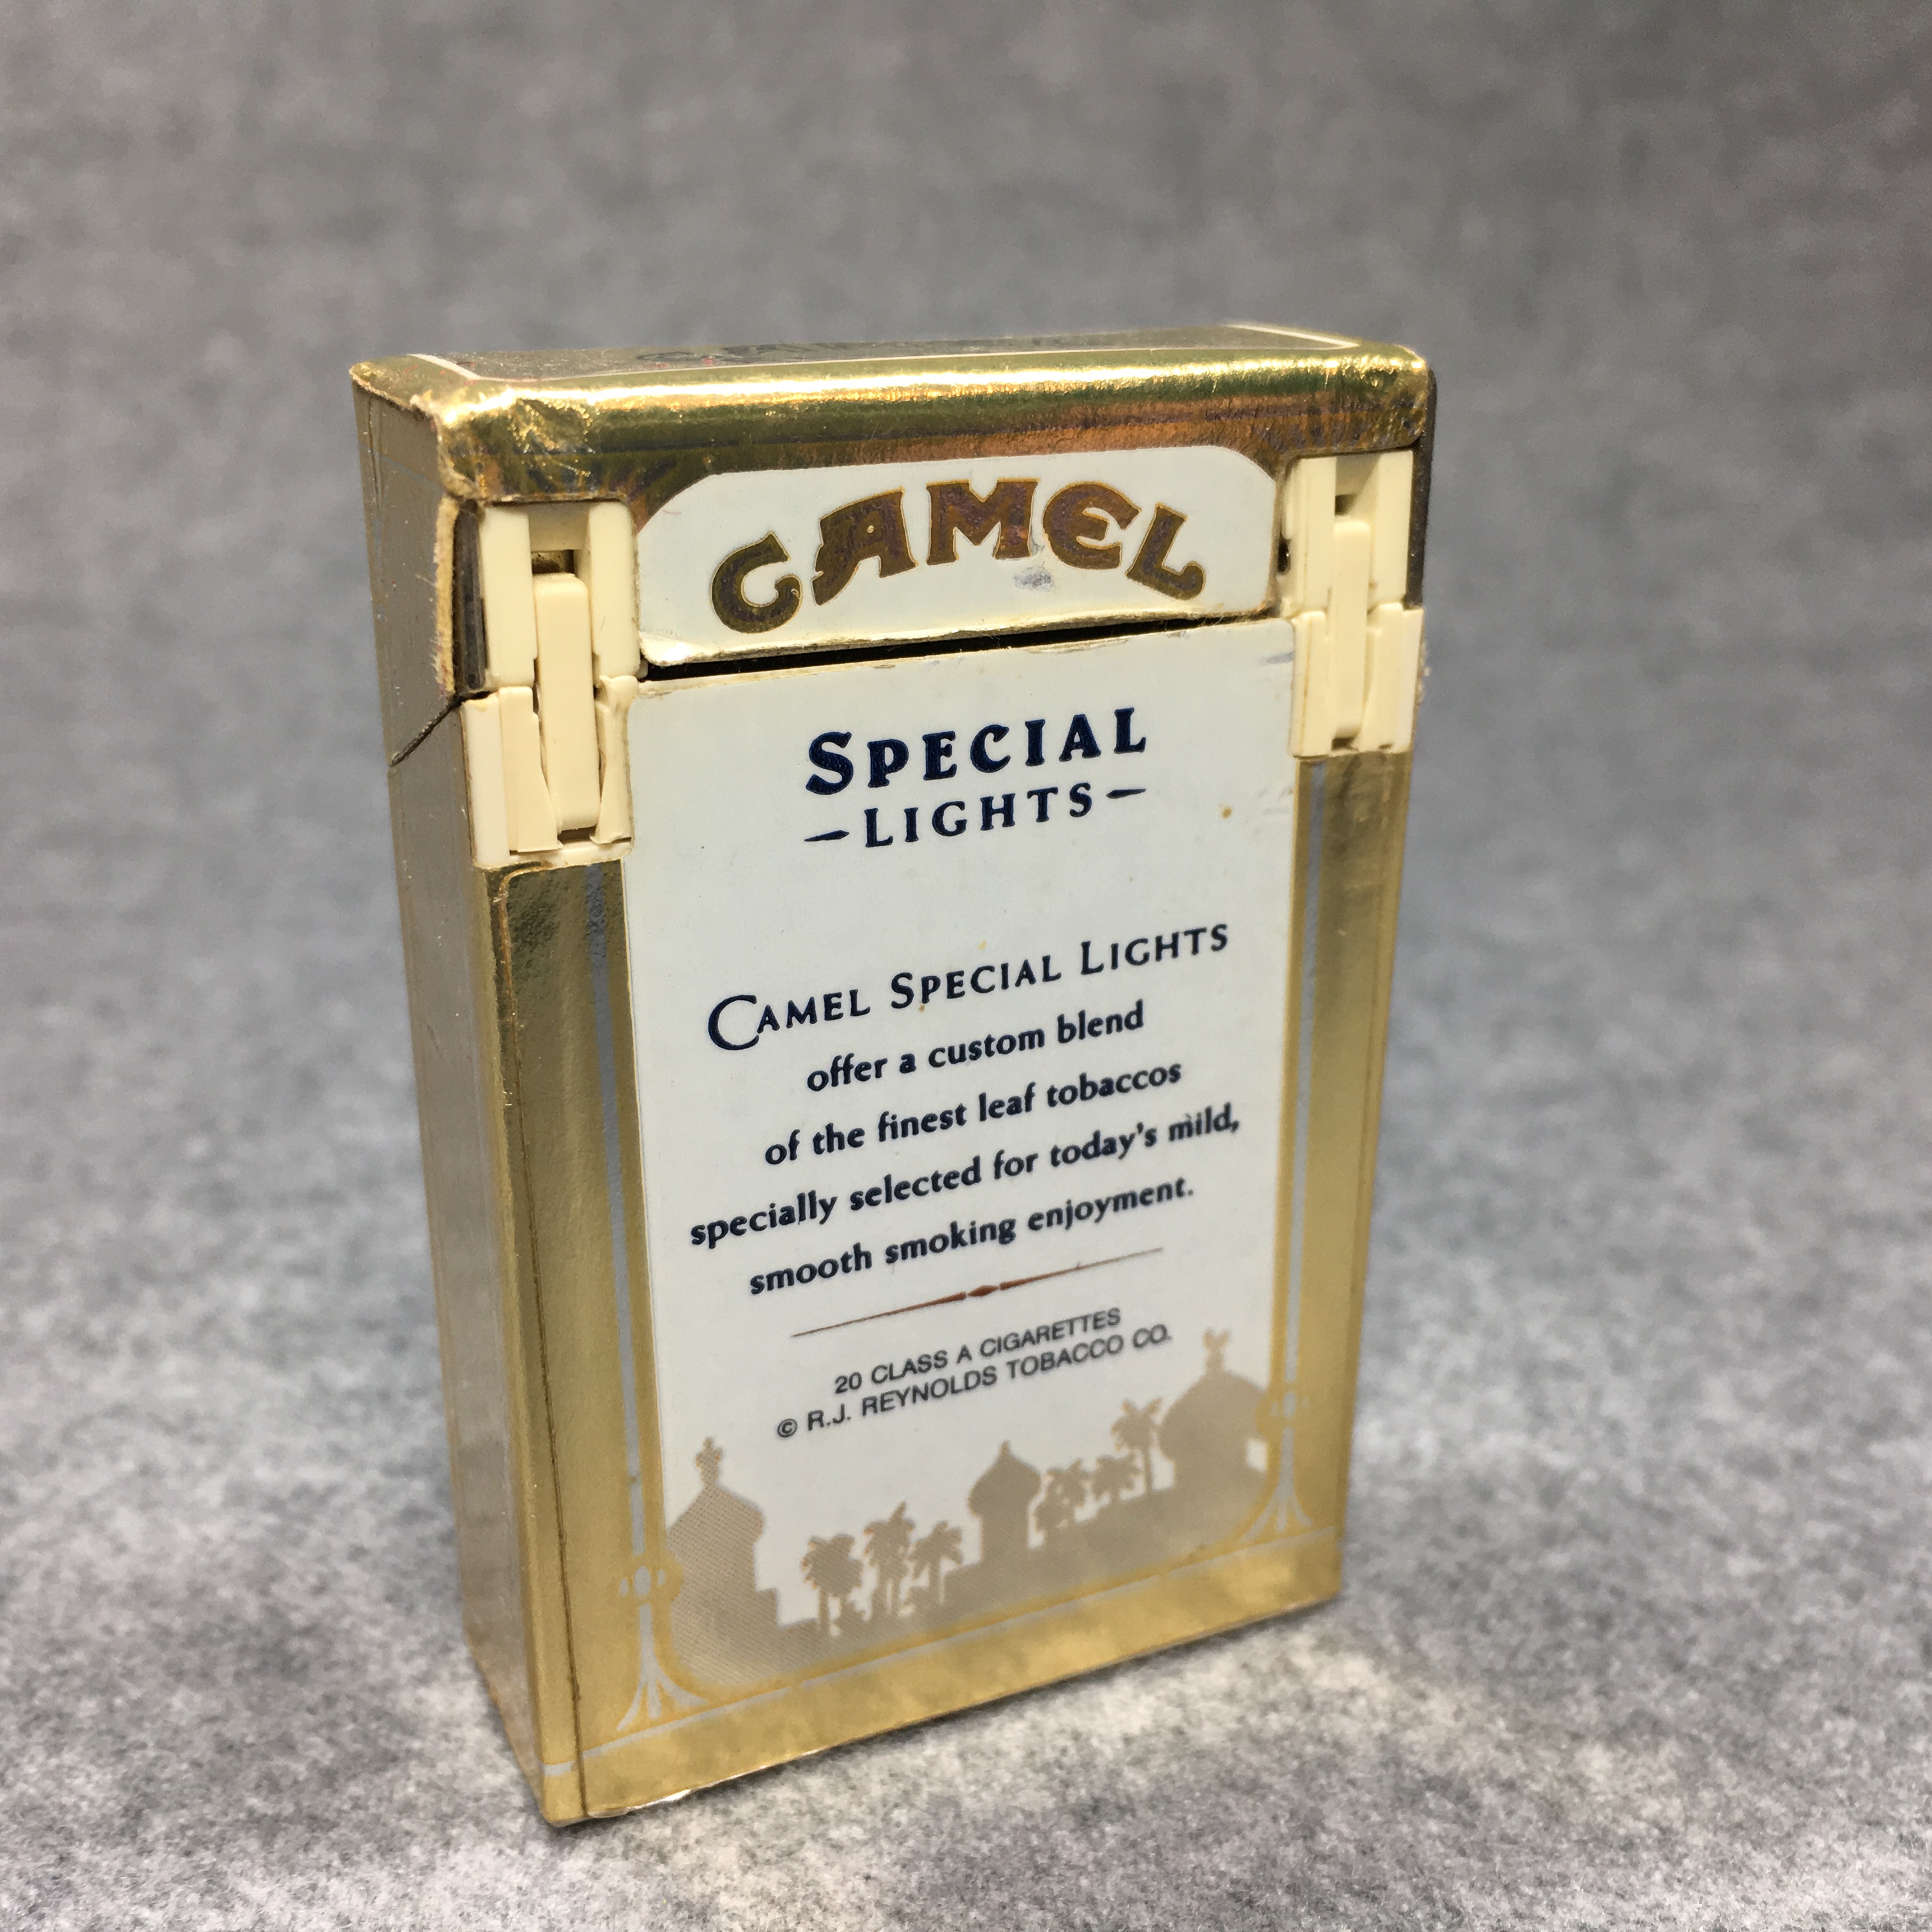 CAMEL
SPECIAL
–LIGHTS–
CAMEL SPECIAL LIGHTS
offer a custom blend
of the finest leaf tobaccos
specially selected for today's mild,
smooth smoking enjoyment.
20 CLASS A CIGARETTES
© R.J. REYNOLDS TOBACCO CO.